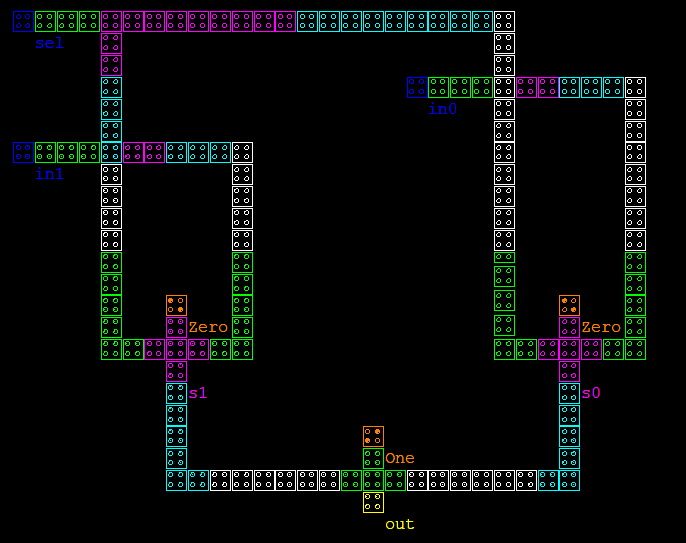 sel
in0
in1
Zero
Zero
s1
s0
One
out